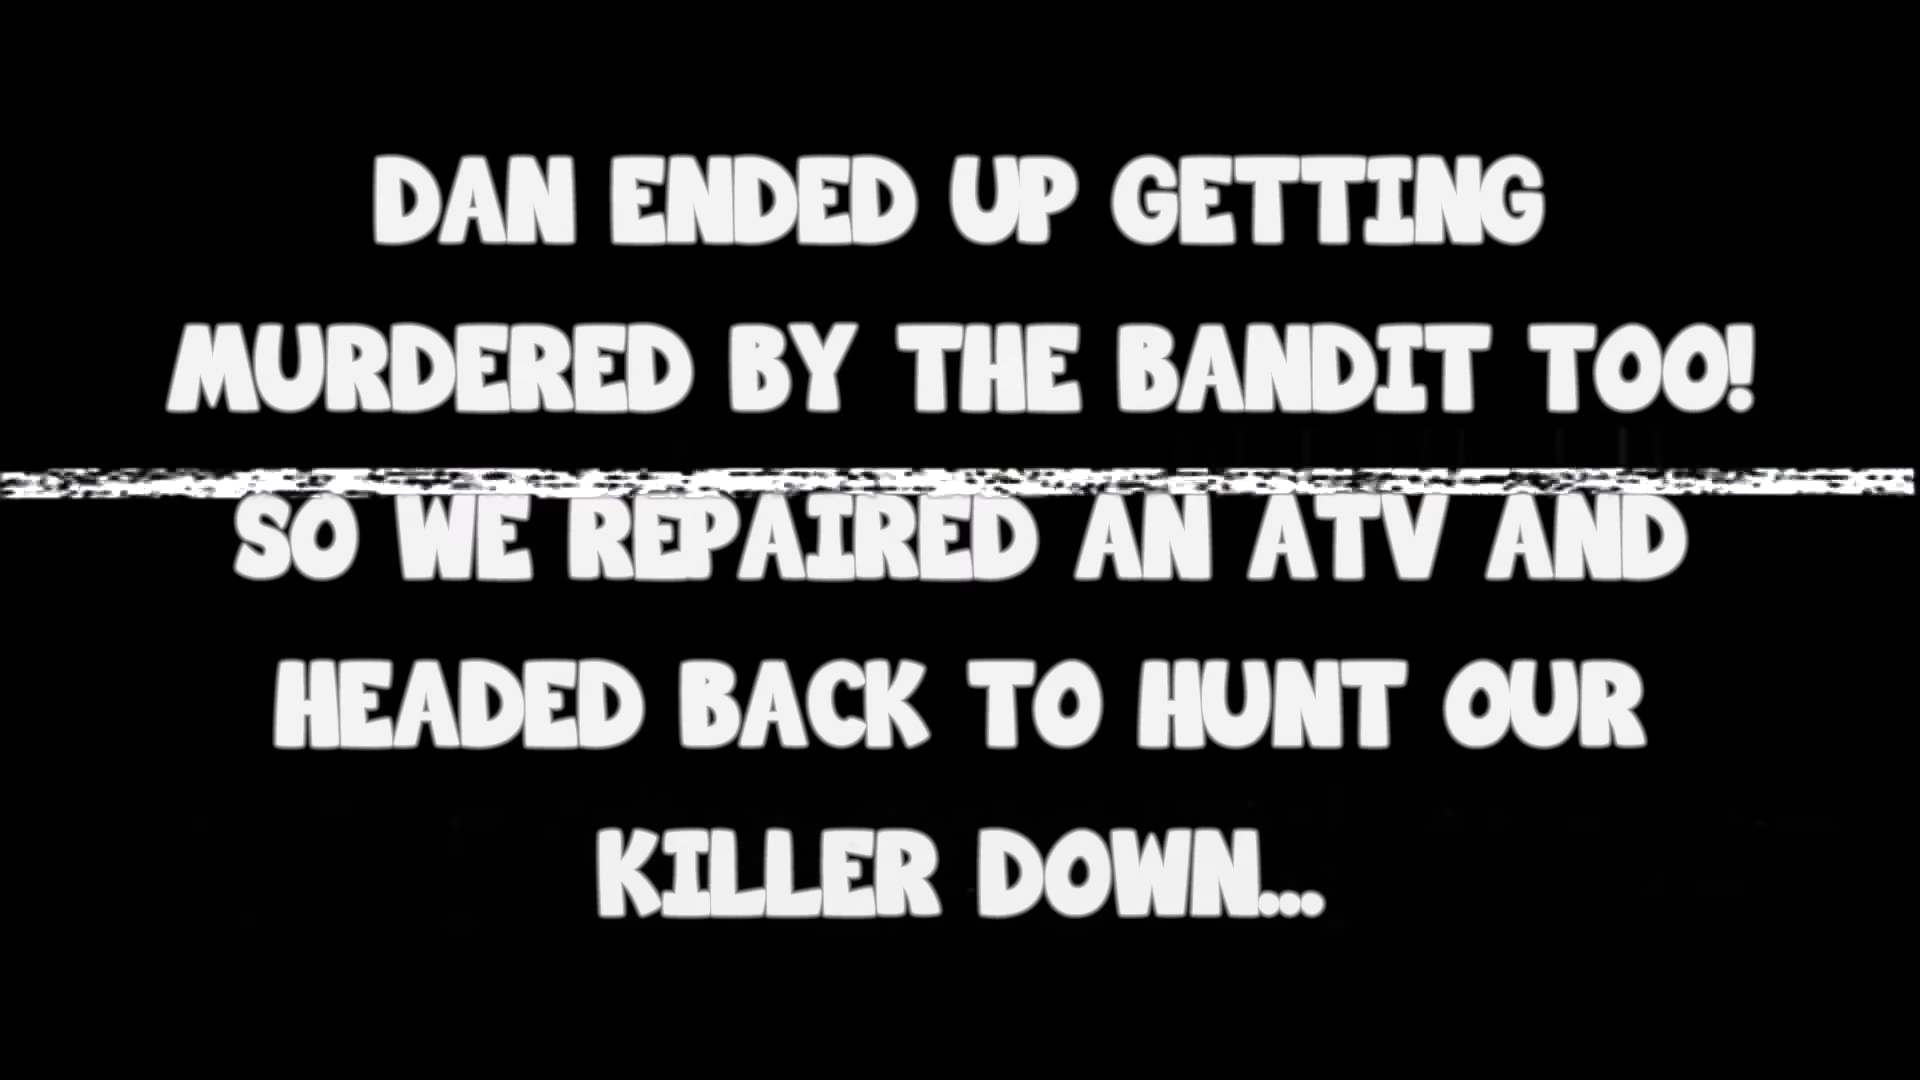 DAN ENDED UP GETTING
MURDERED BY THE BANDIT TOO!
SO WE REPAIRED AN ATV AND
HEADED BACK TO HUNT OUR
KILLER DOWN...